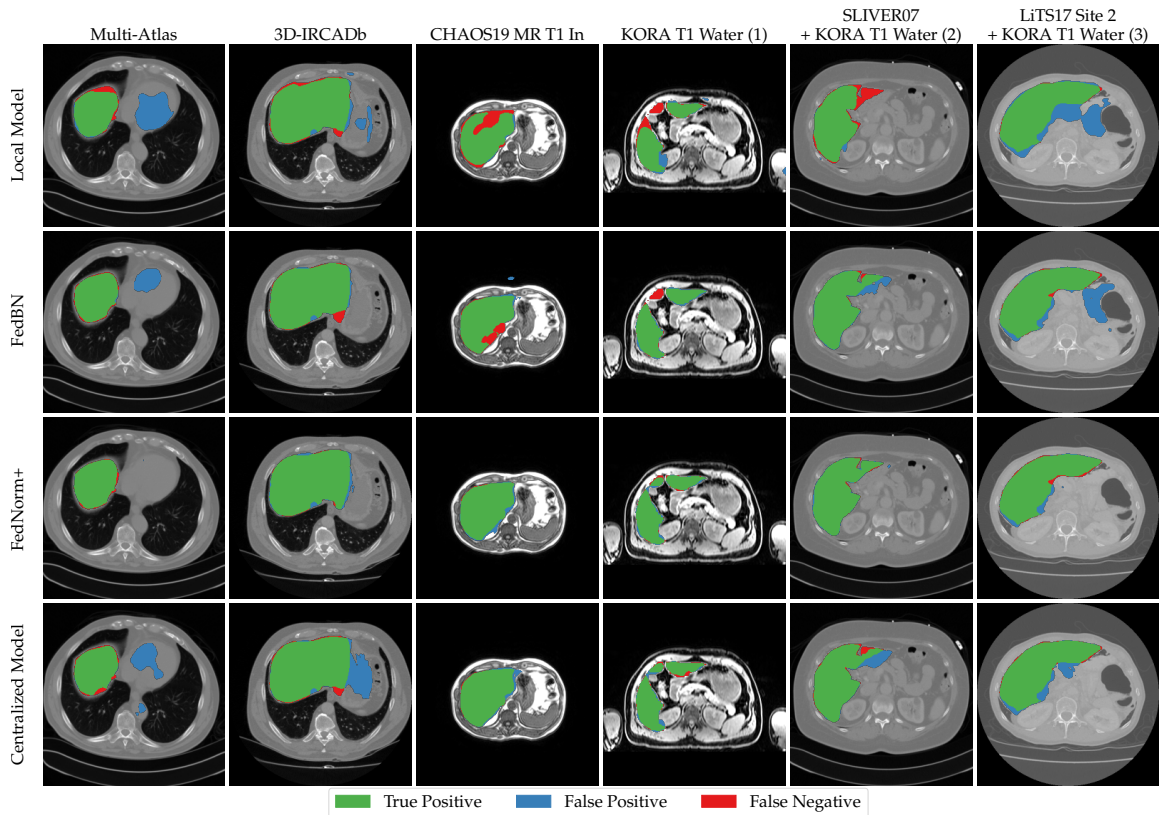 Multi-Atlas
3D-IRCADb
CHAOS19 MR T1 In
KORA T1 Water (1)
SLIVER07
+ KORA T1 Water (2)
LiTS17 Site 2
+ KORA T1 Water (3)
Local Model
FedBN
FedNorm+
Centralized Model
True Positive
False Positive
False Negative